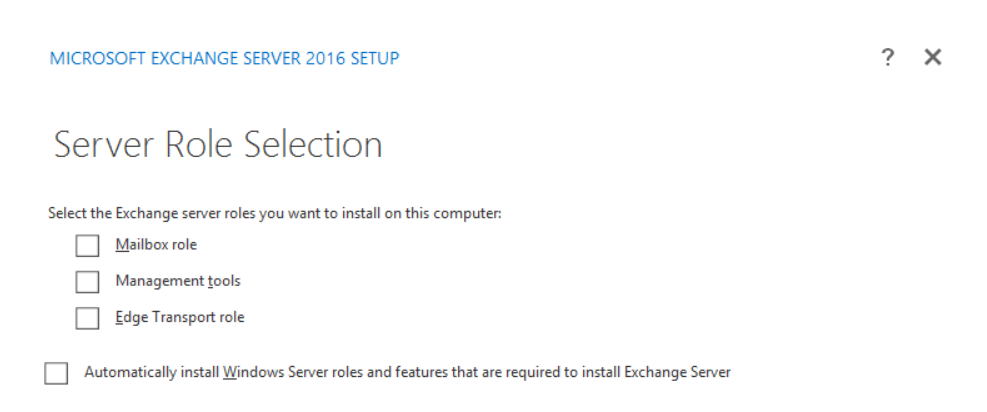 MICROSOFT EXCHANGE SERVER 2016 SETUP
? ×
Server Role Selection
Select the Exchange server roles you want to install on this computer:
Mailbox role
Management tools
Edge Transport role
Automatically install Windows Server roles and features that are required to install Exchange Server